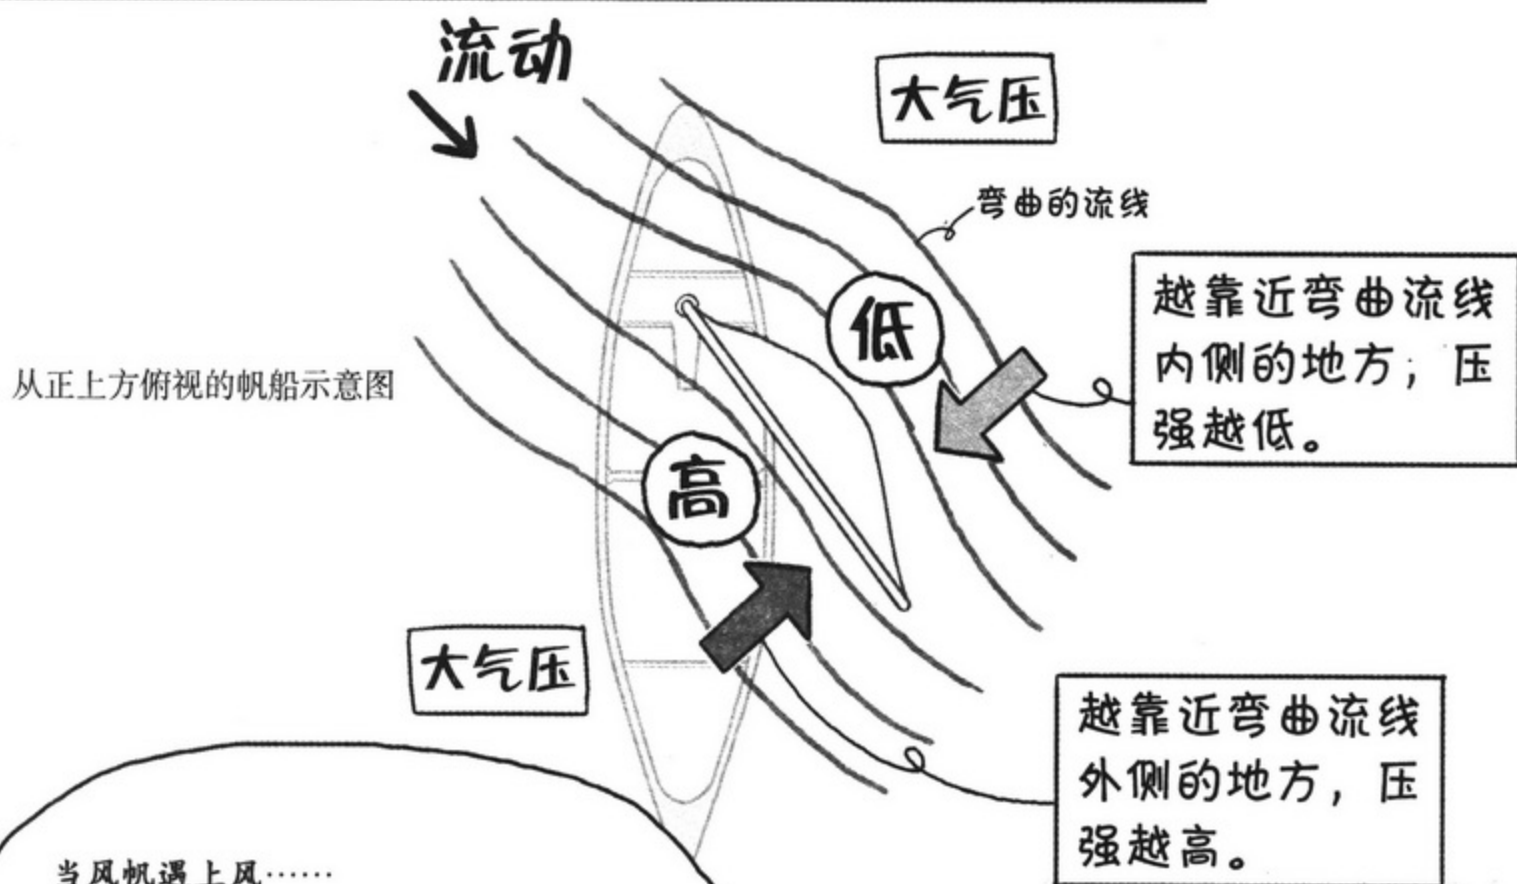 流动
大气压
弯曲的流线
越靠近弯曲流线
内侧的地方；压
强越低。
低
从正上方俯视的帆船示意图
高
大气压
越靠近弯曲流线
外侧的地方，压
强越高。
当风帆遇上风……